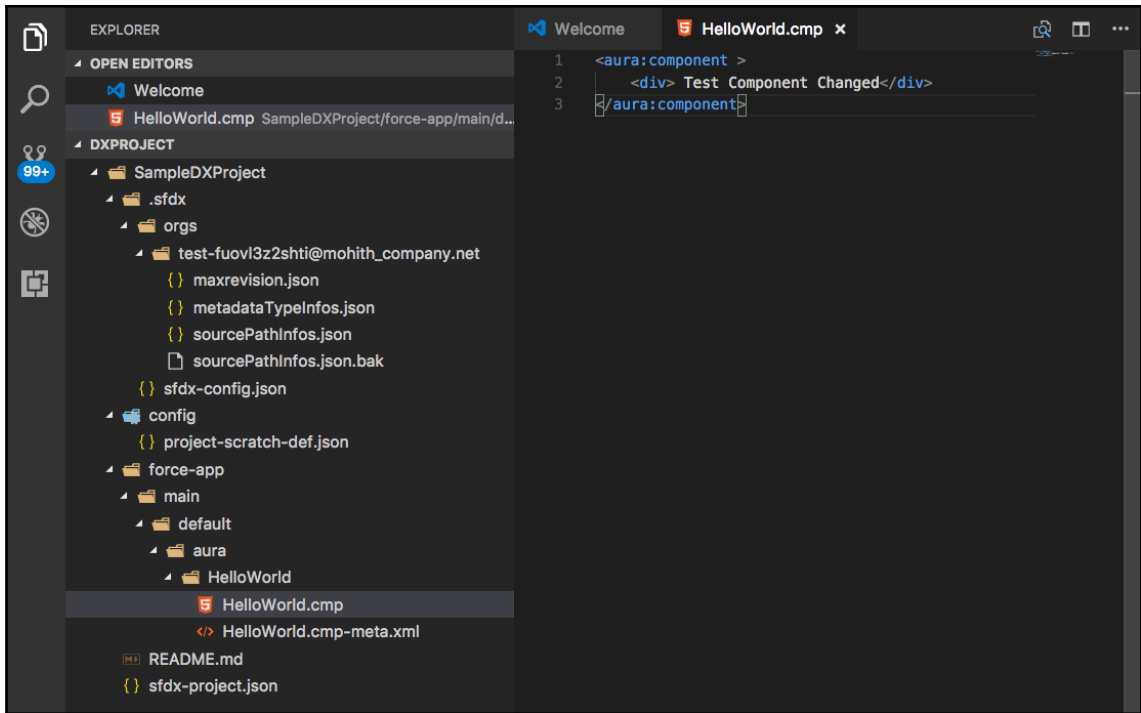 EXPLORER
OPEN EDITORS
Welcome
HelloWorld.cmp SampleDXProject/force-app/main/d...
99+
DXPROJECT
SampleDXProject
.sfdx
orgs
test-fuovl3z2shti@mohith_company.net
{ } maxrevision.json
{ } metadataTypeInfos.json
{ } sourcePathInfos.json
sourcePathInfos.json.bak
{ } sfdx-config.json
config
{ } project-scratch-def.json
force-app
main
default
aura
HelloWorld
HelloWorld.cmp
</> HelloWorld.cmp-meta.xml
M+ README.md
{ } sfdx-project.json
Welcome HelloWorld.cmp ×
1 <aura:component >
2 <div> Test Component Changed</div>
3 </aura:component>